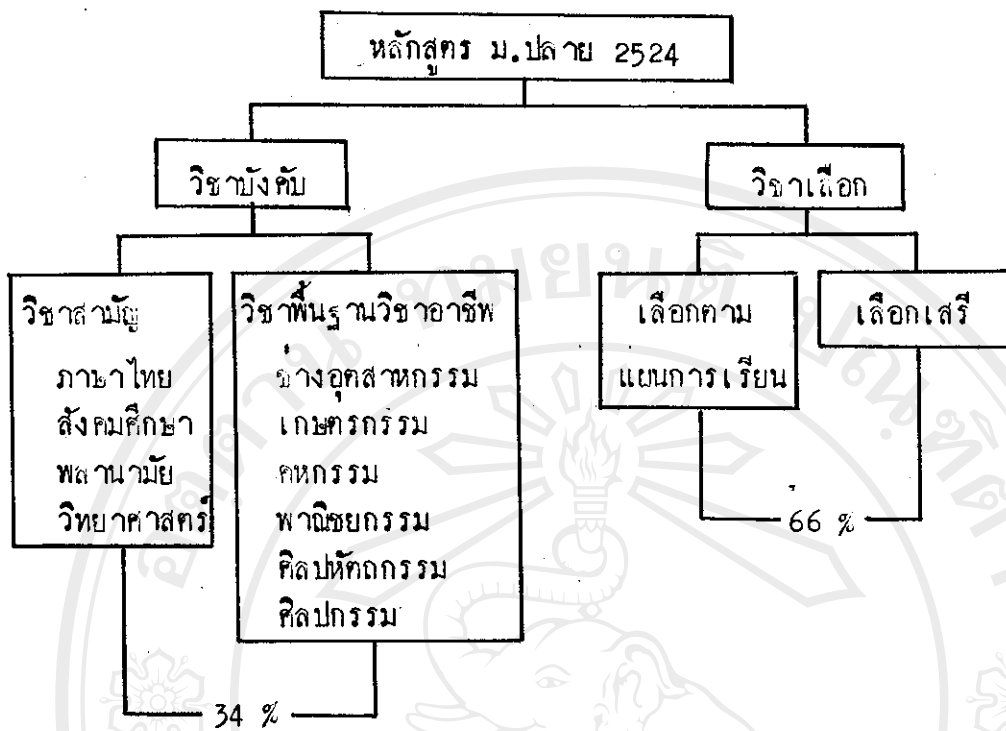 หลักสูตร ม.ปลาย 2524
วิชาบังคับ
วิชาเลือก
วิชาสามัญ
ภาษาไทย
สังคมศึกษา
พลานามัย
วิทยาศาสตร์
วิชาพื้นฐานวิชาอาชีพ
ช่างอุตสาหกรรม
เกษตรกรรม
คหกรรม
พาณิชยกรรม
ศิลปหัตถกรรม
ศิลปกรรม
เลือกตาม
แผนการเรียน
เลือกเสรี
34 %
66 %